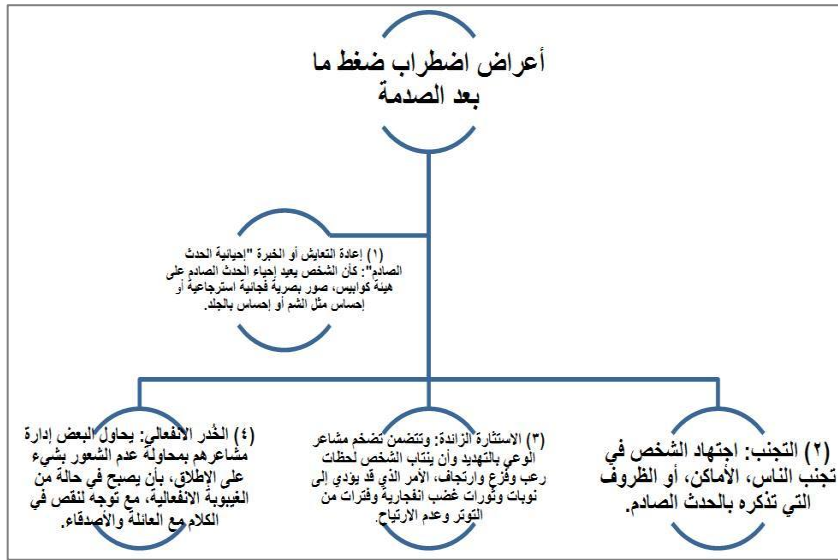 أعراض اضطراب ضغط ما
بعد الصدمة
(١) إعادة التعايش أو الخبرة "إحيائية الحدث
الصادم": كأن الشخص يعيد إحياء الحدث الصادم على
هيئة كوابيس، صور بصرية فجائية استرجاعية أو
إحساس مثل الشم أو إحساس بالجلد.
(٢) التجنب: اجتهاد الشخص في
تجنب الناس، الأماكن، أو الظروف
التي تذكره بالحدث الصادم.
(٣) الاستثارة الزائدة: وتتضمن تضخم مشاعر
الوعي بالتهديد وأن ينتاب الشخص لحظات
رعب وفزع وارتجاف، الأمر الذي قد يؤدي إلى
نوبات وثورات غضب انفجارية وفترات من
التوتر وعدم الارتياح.
(٤) الخُدر الانفعالي: يحاول البعض إدارة
مشاعرهم بمحاولة عدم الشعور بشيء
على الإطلاق، بأن يصبح في حالة من
الغيبوبة الانفعالية، مع توجه لنقص في
الكلام مع العائلة والأصدقاء.